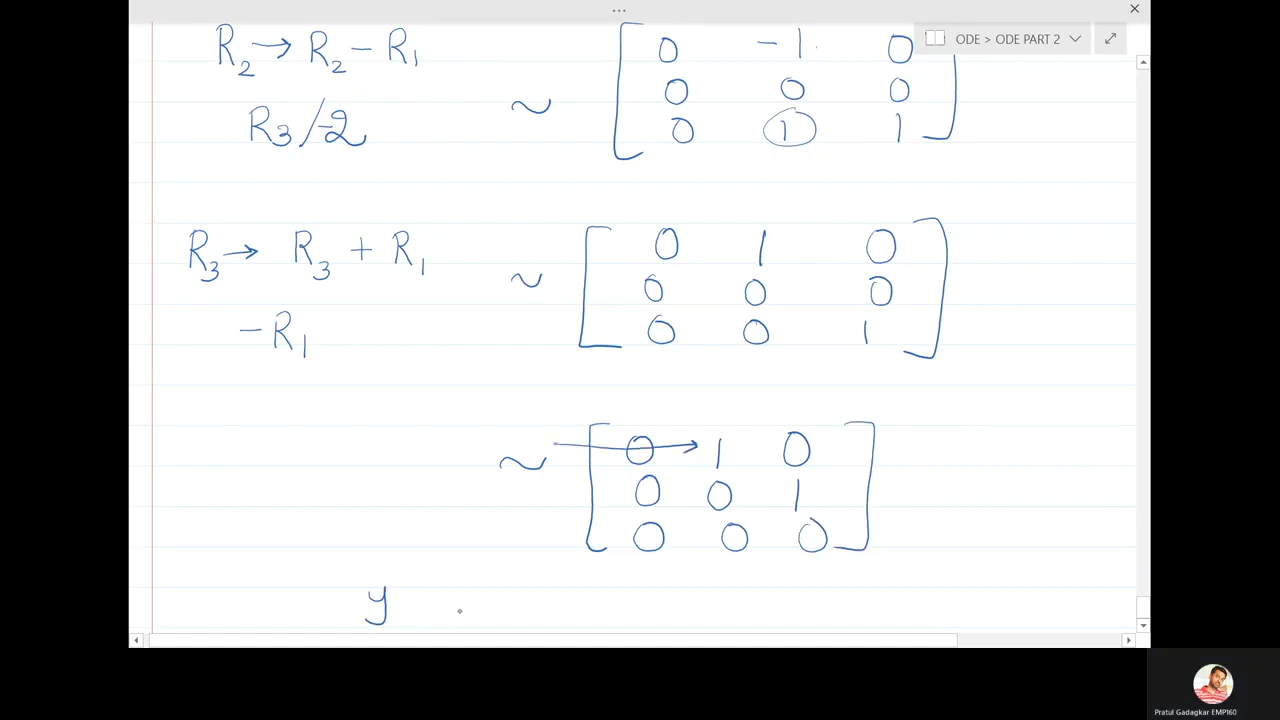 ODE > ODE PART 2
R₂ → R₂ - R₁
R₃/-2
~ [ 0 -1 0
0 0 0
0 1 1 ]
R₃ → R₃ + R₁
-R₁
~ [ 0 1 0
0 0 0
0 0 1 ]
~ [ 0 1 0
0 0 1
0 0 0 ]
y
Pratul Gadagkar EMP160